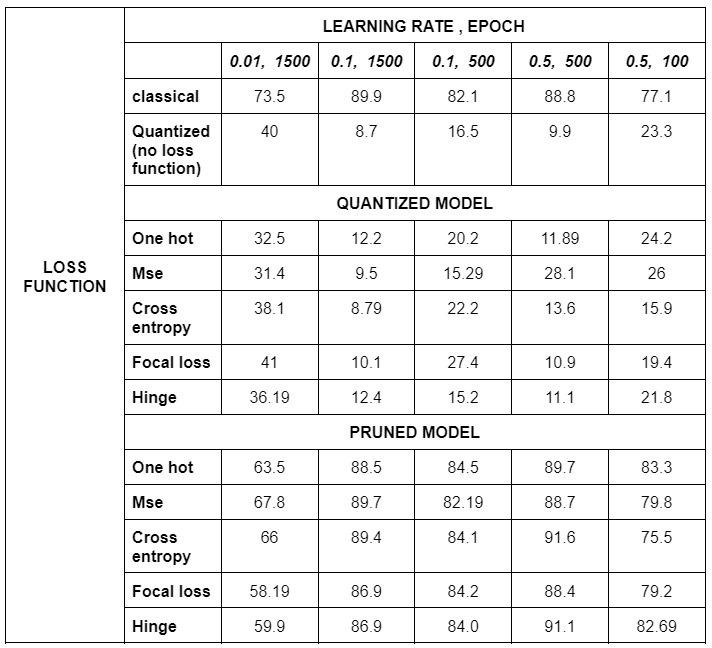 LEARNING RATE , EPOCH
0.01, 1500 0.1, 1500 0.1, 500 0.5, 500 0.5, 100
classical 73.5 89.9 82.1 88.8 77.1
Quantized 40 8.7 16.5 9.9 23.3
(no loss
function)
QUANTIZED MODEL
One hot 32.5 12.2 20.2 11.89 24.2
LOSS
FUNCTION
Mse 31.4 9.5 15.29 28.1 26
Cross 38.1 8.79 22.2 13.6 15.9
entropy
Focal loss 41 10.1 27.4 10.9 19.4
Hinge 36.19 12.4 15.2 11.1 21.8
PRUNED MODEL
One hot 63.5 88.5 84.5 89.7 83.3
Mse 67.8 89.7 82.19 88.7 79.8
Cross 66 89.4 84.1 91.6 75.5
entropy
Focal loss 58.19 86.9 84.2 88.4 79.2
Hinge 59.9 86.9 84.0 91.1 82.69